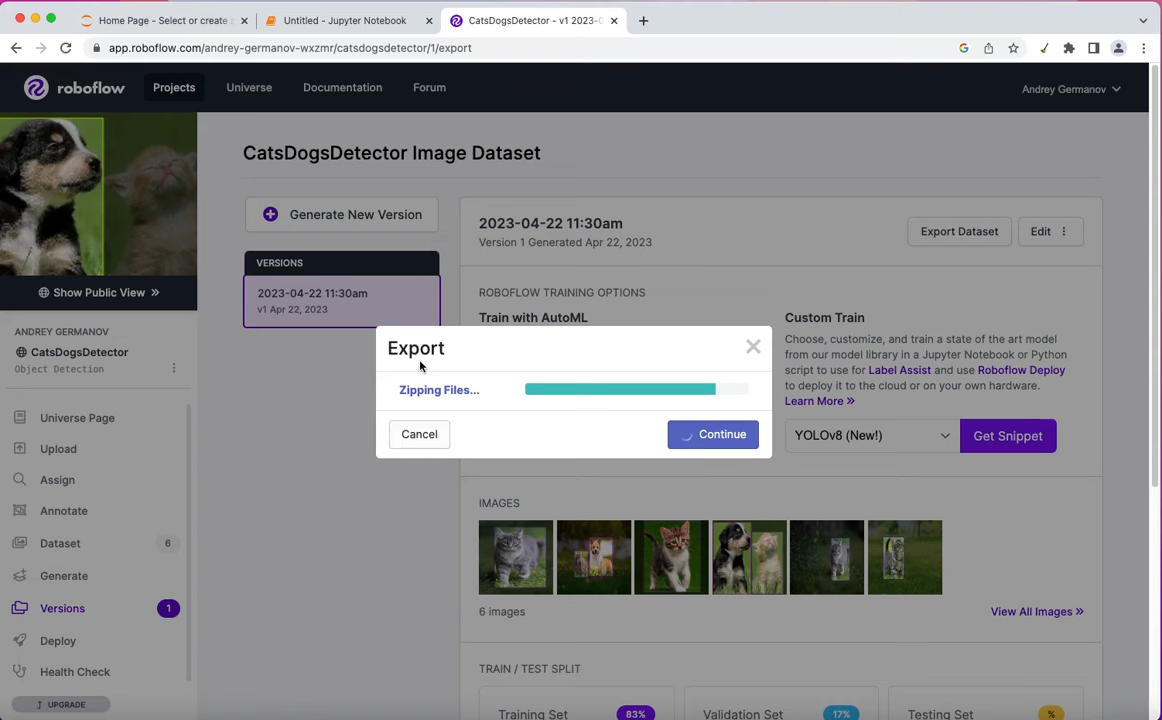 Home Page - Select or create a
Untitled - Jupyter Notebook
CatsDogsDetector - v1 2023-0
app.roboflow.com/andrey-germanov-wxzmr/catsdogsdetector/1/export
roboflow
Projects
Universe
Documentation
Forum
Andrey Germanov
Show Public View »
ANDREY GERMANOV
CatsDogsDetector
Object Detection
Universe Page
Upload
Assign
Annotate
Dataset 6
Generate
Versions 1
Deploy
Health Check
UPGRADE
CatsDogsDetector Image Dataset
Generate New Version
VERSIONS
2023-04-22 11:30am
v1 Apr 22, 2023
2023-04-22 11:30am
Version 1 Generated Apr 22, 2023
Export Dataset
Edit
ROBOFLOW TRAINING OPTIONS
Train with AutoML
Custom Train
Choose, customize, and train a state of the art model
from our model library in a Jupyter Notebook or Python
script to use for Label Assist and use Roboflow Deploy
to deploy it to the cloud or on your own hardware.
Learn More »
YOLOv8 (New!)
Get Snippet
Export
Zipping Files...
Cancel
Continue
IMAGES
6 images
View All Images »
TRAIN / TEST SPLIT
Training Set 83%
Validation Set 17%
Testing Set %